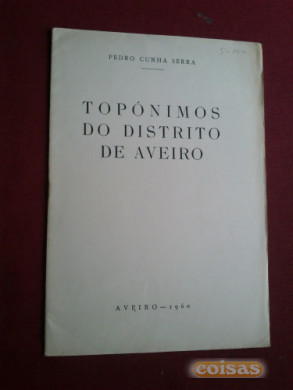 PEDRO CUNHA SERRA
TOPÓNIMOS
DO DISTRITO
DE AVEIRO
AVEIRO—1960
coisas